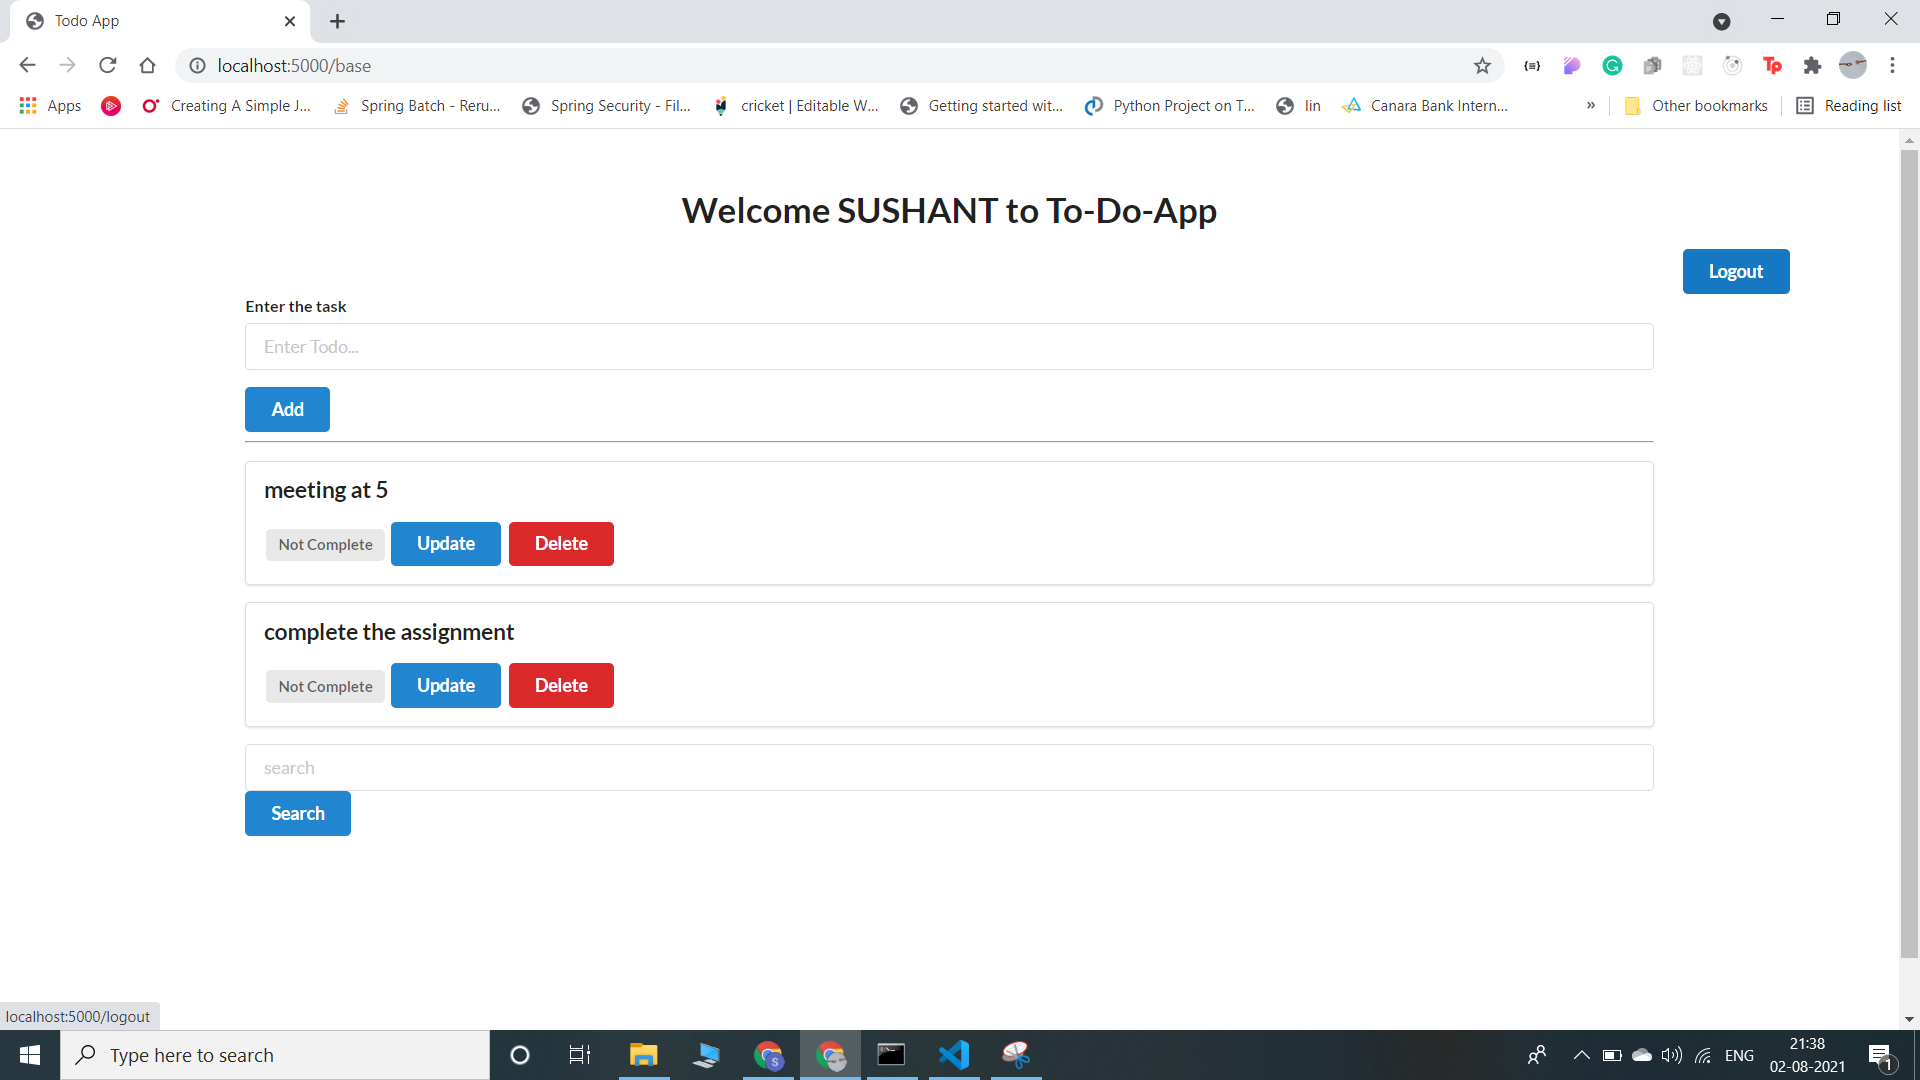 Todo App
localhost:5000/base
Apps
Creating A Simple J...
Spring Batch - Reru...
Spring Security - Fil...
cricket | Editable W...
Getting started wit...
Python Project on T...
lin
Canara Bank Intern...
»
Other bookmarks
Reading list
Welcome SUSHANT to To-Do-App
Logout
Enter the task
Enter Todo...
Add
meeting at 5
Not Complete Update Delete
complete the assignment
Not Complete Update Delete
search
Search
localhost:5000/logout
Type here to search
S
ENG
21:38
02-08-2021
1